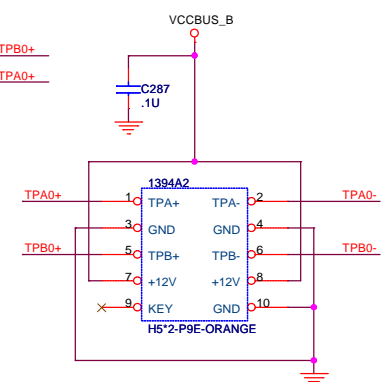 VCCBUS_B
TPB0+
TPA0+
C287
.1U
1394A2
TPA0+ 1 TPA+ TPA- 2 TPA0-
3 GND GND 4
TPB0+ 5 TPB+ TPB- 6 TPB0-
7 +12V +12V 8
9 KEY GND 10
H5*2-P9E-ORANGE